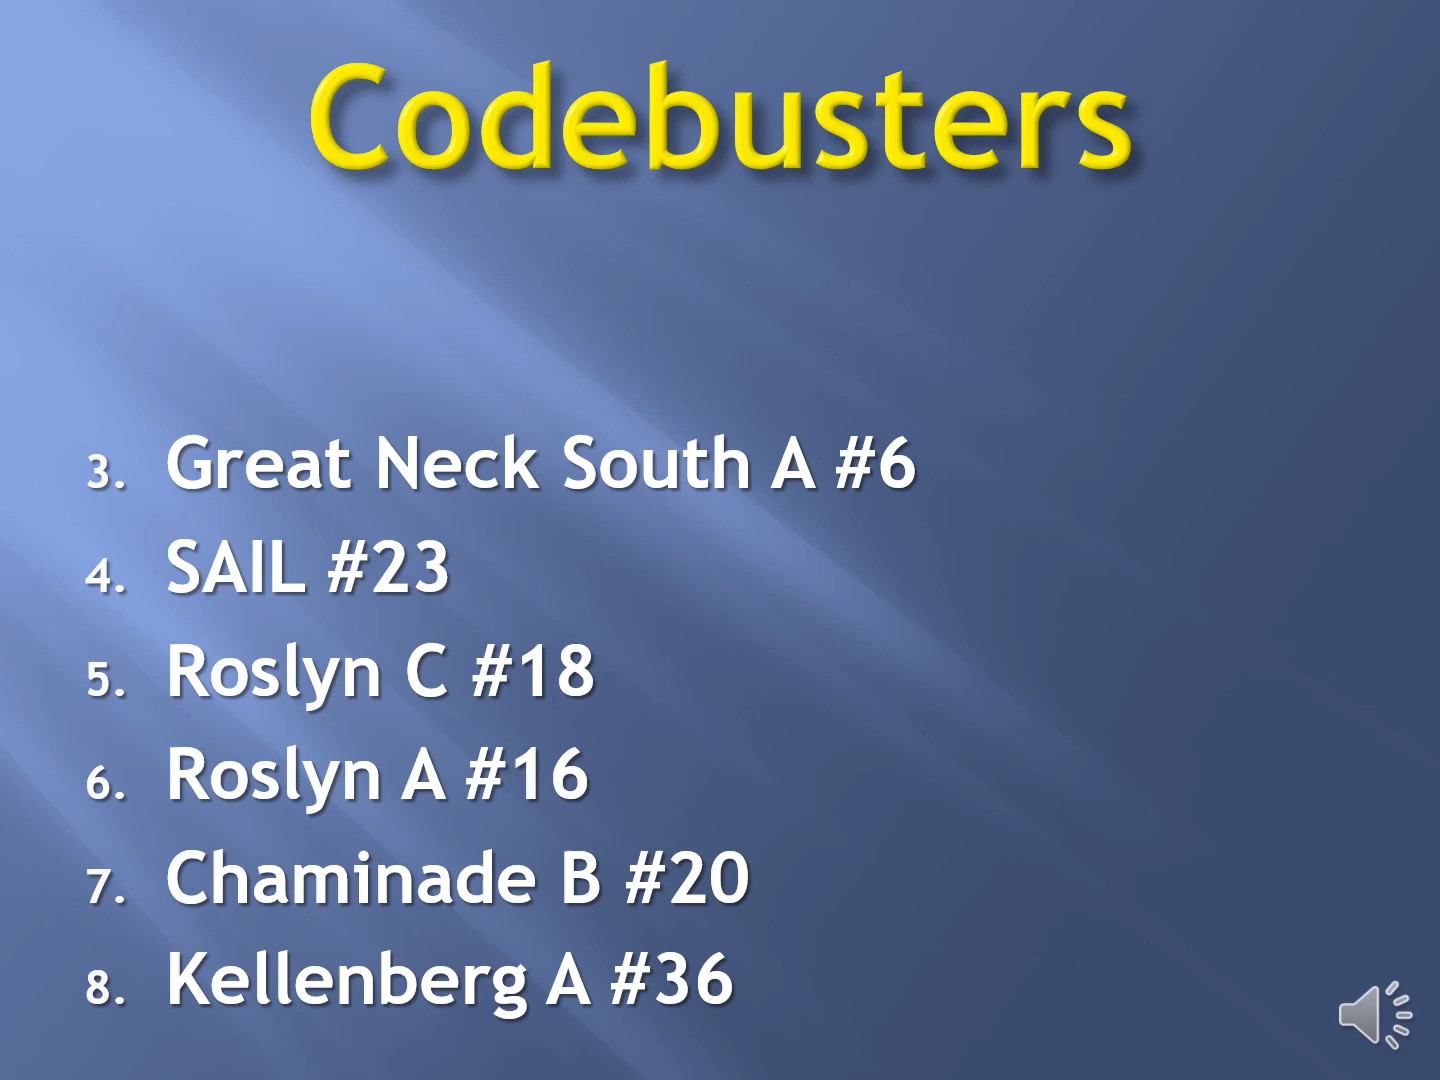 Codebusters
3. Great Neck South A #6
4. SAIL #23
5. Roslyn C #18
6. Roslyn A #16
7. Chaminade B #20
8. Kellenberg A #36